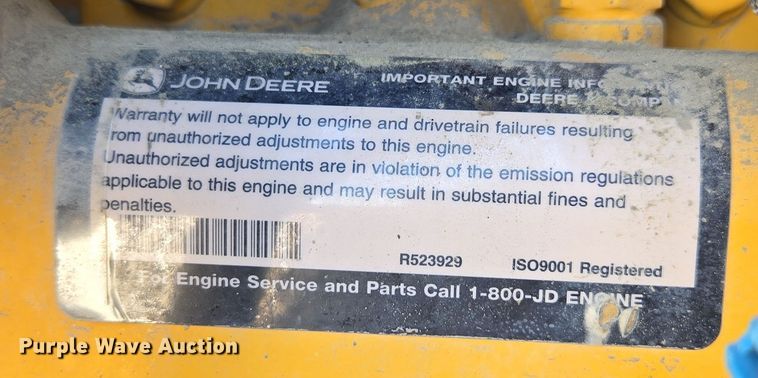 JOHN DEERE IMPORTANT ENGINE
DEERE
Warranty will not apply to engine and drivetrain failures resulting
rom unauthorized adjustments to this engine.
Unauthorized adjustments are in violation of the emission regulations
applicable to this engine and may result in substantial fines and
penalties.
R523929 ISO9001 Registered
For Engine Service and Parts Call 1-800-JD ENGINE
Purple Wave Auction